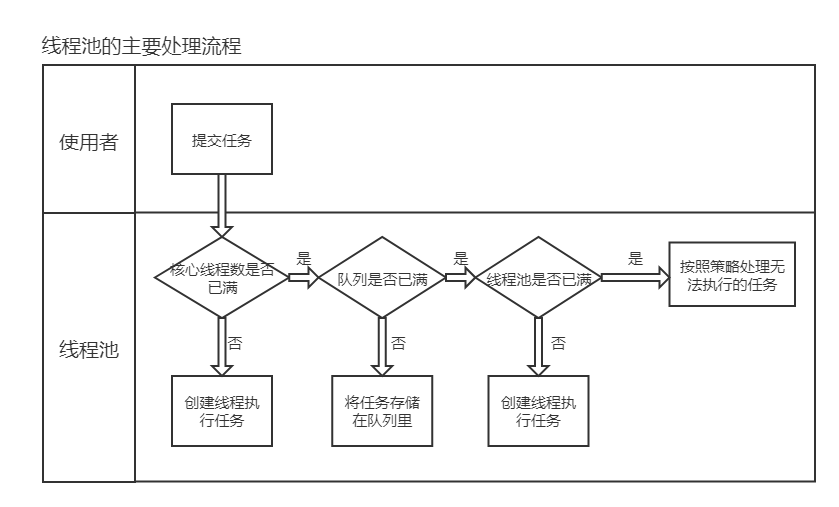 线程池的主要处理流程
使用者
提交任务
线程池
核心线程数是否
已满
是
队列是否已满
是
线程池是否已满
是
按照策略处理无
法执行的任务
否
否
否
创建线程执
行任务
将任务存储
在队列里
创建线程执
行任务